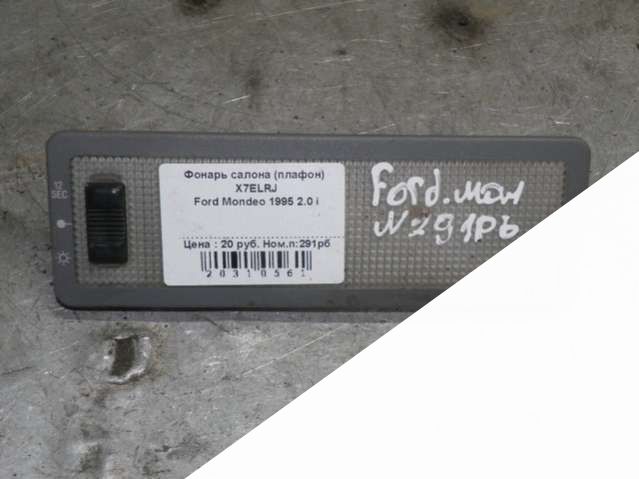 12
SEC
Фонарь салона (плафон)
X7ELRJ
Ford Mondeo 1995 2.0 i
Цена : 20 руб. Ном.п:291рб
20310561
Ford.мон
N291Рб